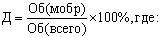 Д = Об(мобр) / Об(всего) × 100%, где: